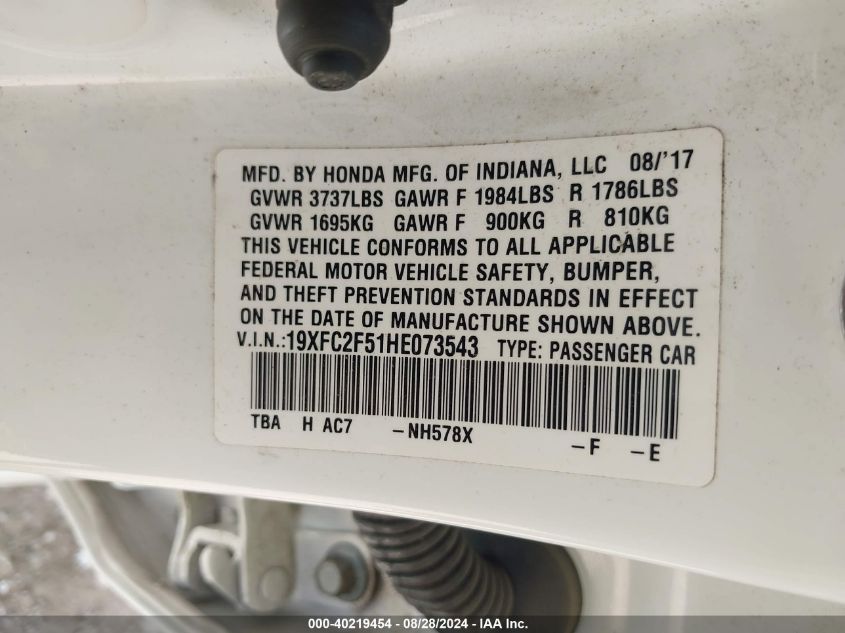 MFD. BY HONDA MFG. OF INDIANA, LLC 08/'17
GVWR 3737LBS GAWR F 1984LBS R 1786LBS
GVWR 1695KG GAWR F 900KG R 810KG
THIS VEHICLE CONFORMS TO ALL APPLICABLE
FEDERAL MOTOR VEHICLE SAFETY, BUMPER,
AND THEFT PREVENTION STANDARDS IN EFFECT
ON THE DATE OF MANUFACTURE SHOWN ABOVE.
V.I.N.:19XFC2F51HE073543 TYPE: PASSENGER CAR
TBA H AC7 -NH578X -F -E
000-40219454 - 08/28/2024 - IAA Inc.